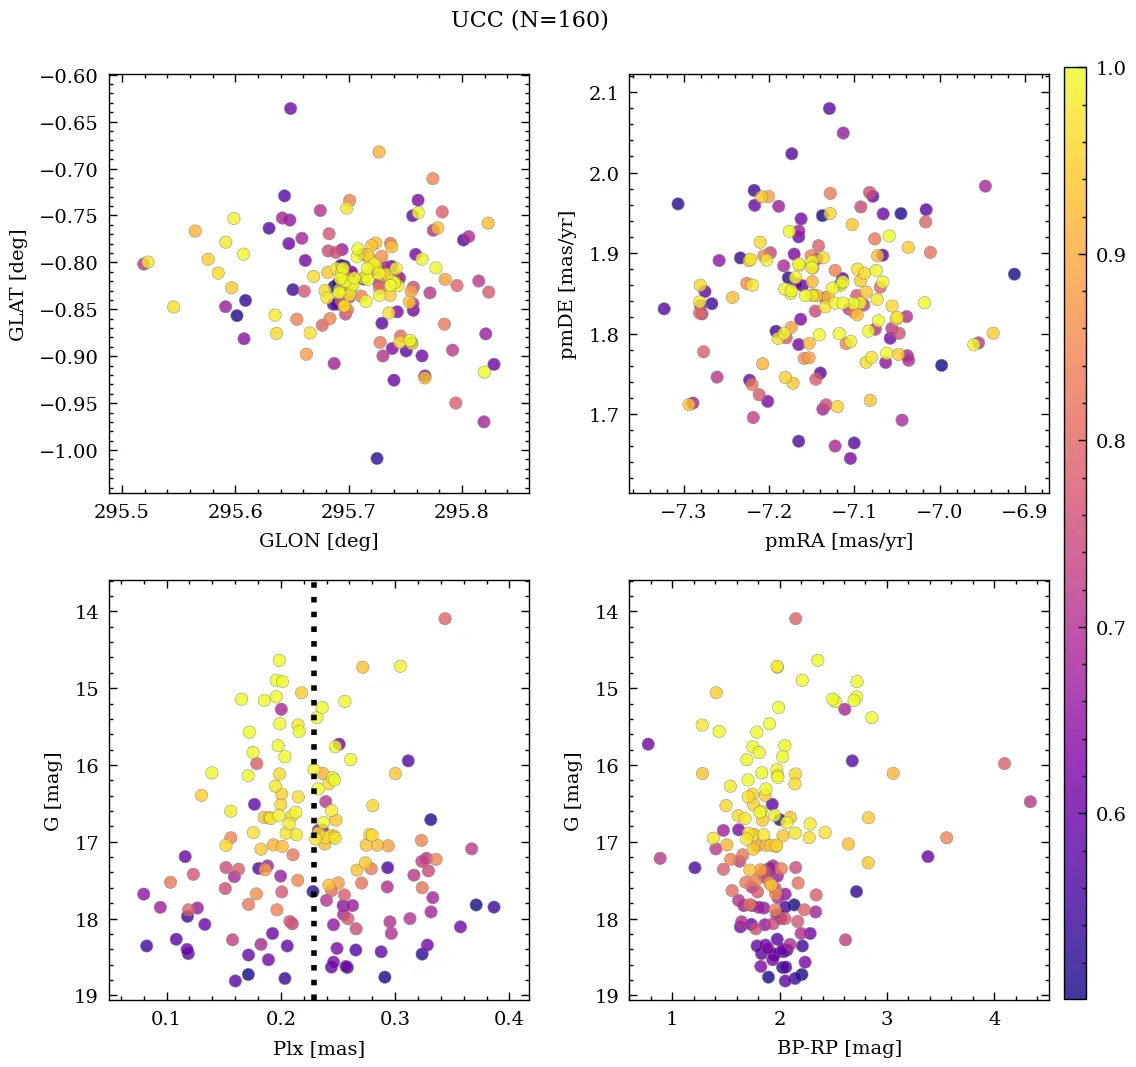 UCC (N=160)
−0.60
−0.65
−0.70
−0.75
−0.80
−0.85
−0.90
−0.95
−1.00
GLAT [deg]
295.5 295.6 295.7 295.8
GLON [deg]
2.1
2.0
1.9
1.8
1.7
pmDE [mas/yr]
−7.3 −7.2 −7.1 −7.0 −6.9
pmRA [mas/yr]
1.0
0.9
0.8
0.7
0.6
14
15
16
17
18
19
G [mag]
0.1 0.2 0.3 0.4
Plx [mas]
14
15
16
17
18
19
G [mag]
1 2 3 4
BP-RP [mag]